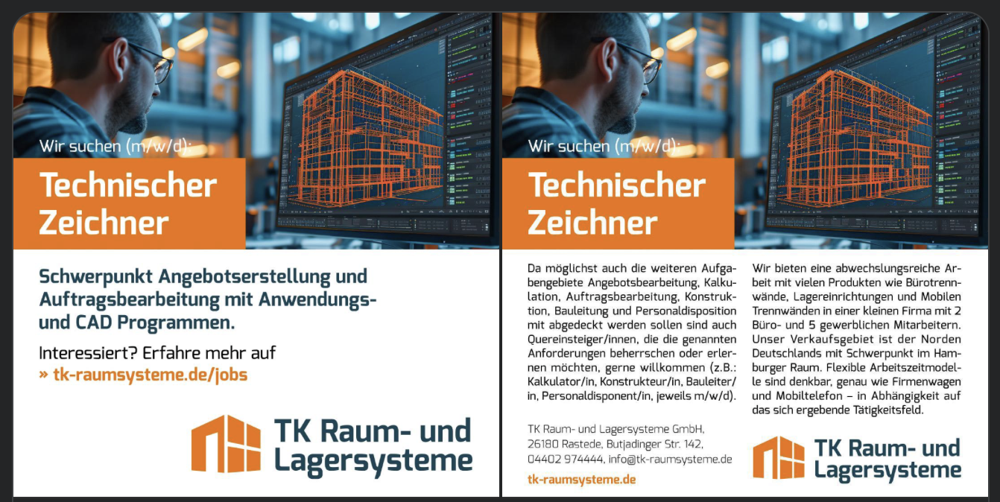 Wir suchen (m/w/d):
Technischer
Zeichner
Schwerpunkt Angebotserstellung und
Auftragsbearbeitung mit Anwendungs-
und CAD Programmen.
Interessiert? Erfahre mehr auf
» tk-raumsysteme.de/jobs
TK Raum- und
Lagersysteme
Wir suchen (m/w/d):
Technischer
Zeichner
Da möglichst auch die weiteren Aufga-
bengebiete Angebotsbearbeitung, Kalku-
lation, Auftragsbearbeitung, Konstruk-
tion, Bauleitung und Personaldisposition
mit abgedeckt werden sollen sind auch
Quereinsteiger/innen, die die genannten
Anforderungen beherrschen oder erler-
nen möchten, gerne willkommen (z.B.:
Kalkulator/in, Konstrukteur/in, Bauleiter/
in, Personaldisponent/in, jeweils m/w/d).
Wir bieten eine abwechslungsreiche Ar-
beit mit vielen Produkten wie Bürotrenn-
wände, Lagereinrichtungen und Mobilen
Trennwänden in einer kleinen Firma mit 2
Büro- und 5 gewerblichen Mitarbeitern.
Unser Verkaufsgebiet ist der Norden
Deutschlands mit Schwerpunkt im Ham-
burger Raum. Flexible Arbeitszeitmodel-
le sind denkbar, genau wie Firmenwagen
und Mobiltelefon – in Abhängigkeit auf
das sich ergebende Tätigkeitsfeld.
TK Raum- und Lagersysteme GmbH,
26180 Rastede, Butjadinger Str. 142,
04402 974444, info@tk-raumsysteme.de
tk-raumsysteme.de
TK Raum- und
Lagersysteme